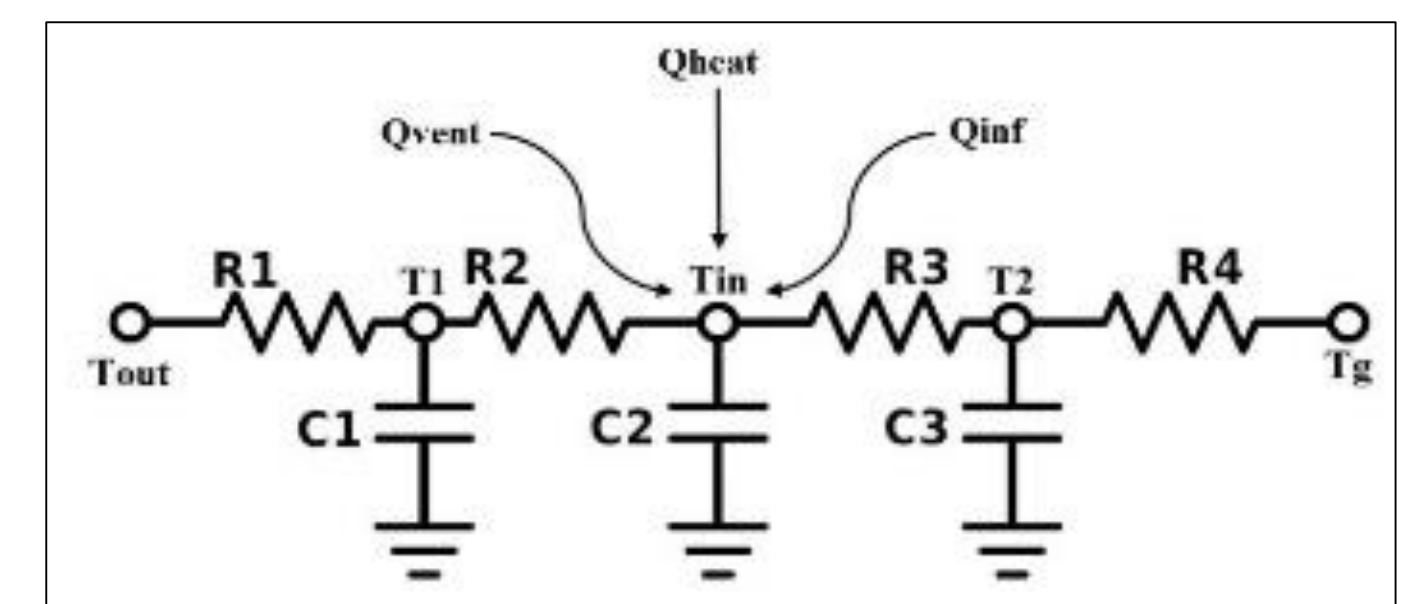 Qheat
Qvent
Qinf
R1
T1
R2
Tin
R3
T2
R4
Tout
Tg
C1
C2
C3